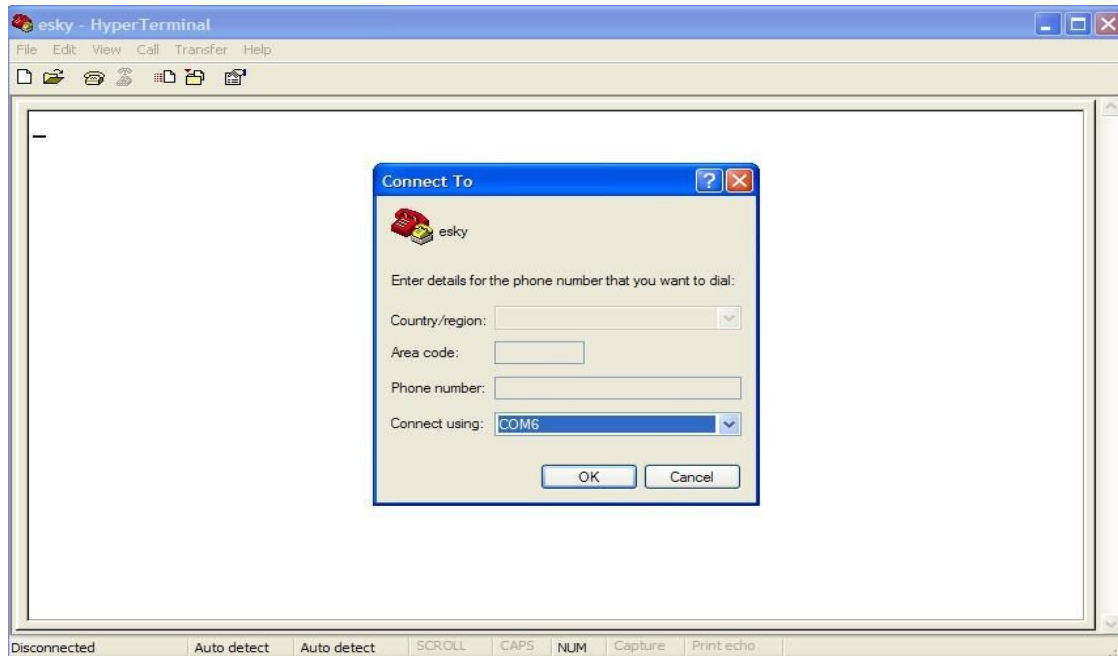 esky - HyperTerminal
File Edit View Call Transfer Help
Connect To
esky
Enter details for the phone number that you want to dial:
Country/region:
Area code:
Phone number:
Connect using: COM6
OK Cancel
Disconnected Auto detect Auto detect SCROLL CAPS NUM Capture Print echo